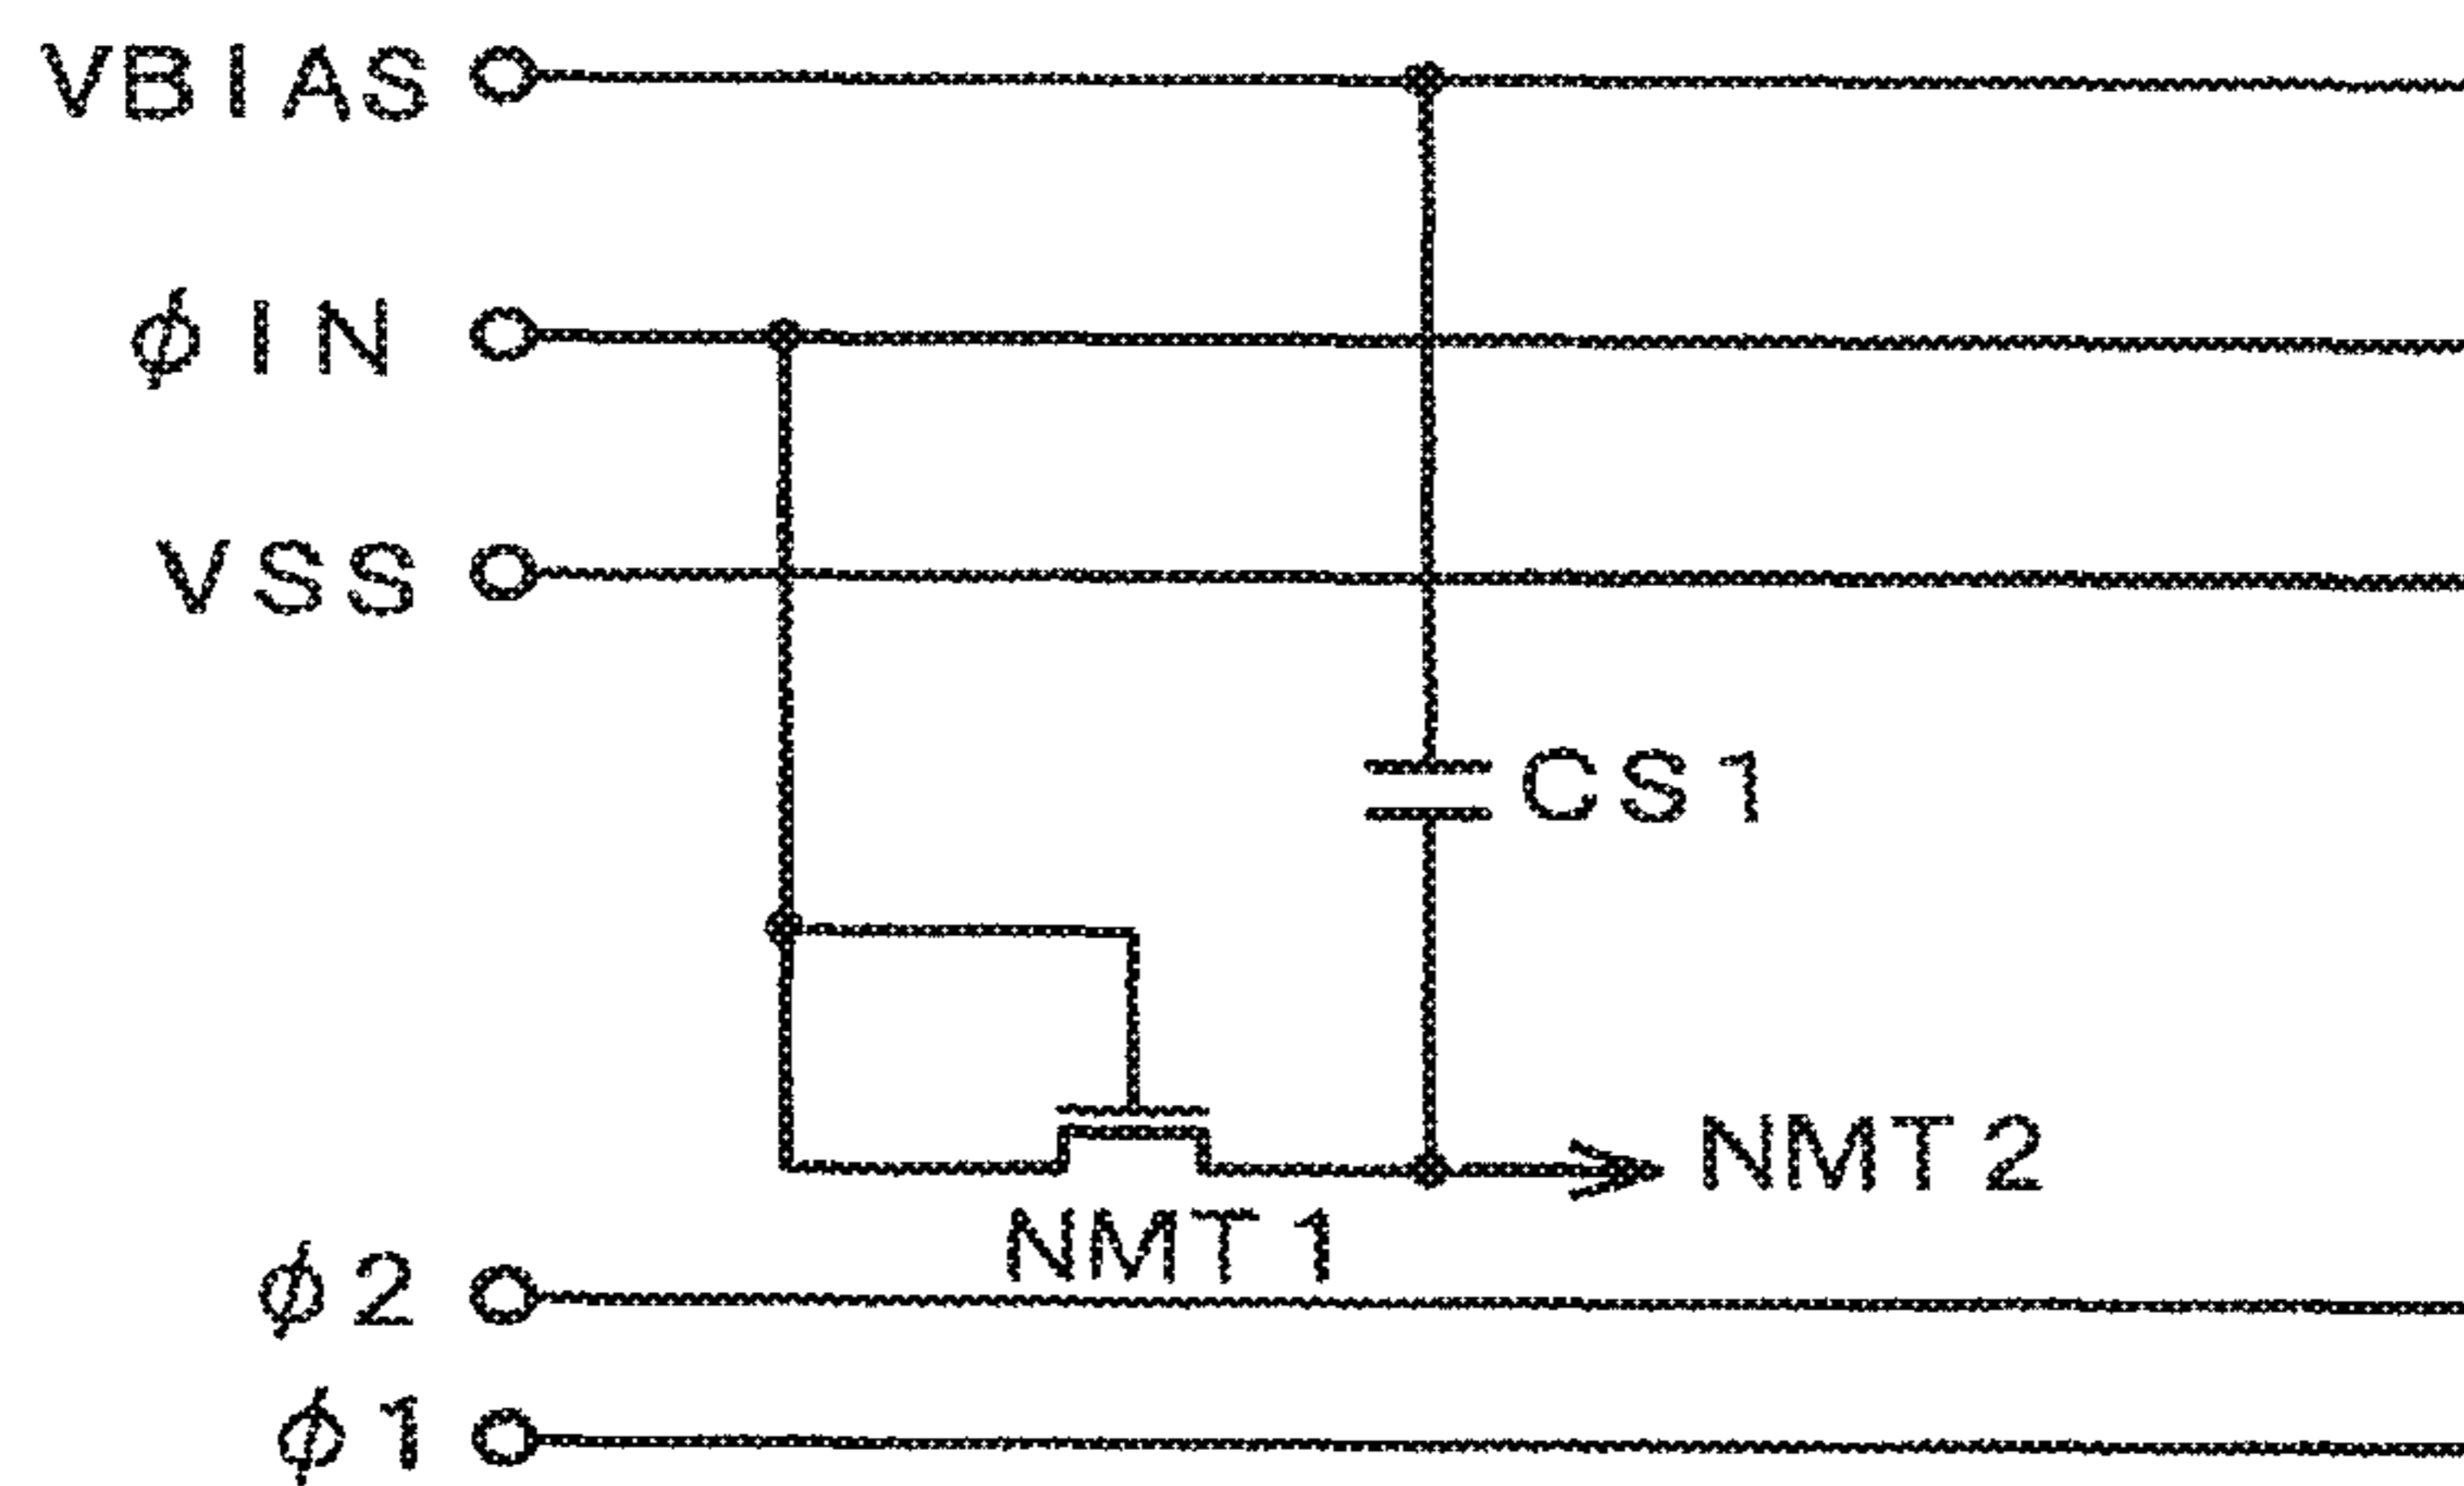 VBIAS
ϕIN
VSS
CS1
NMT2
NMT1
ϕ2
ϕ1